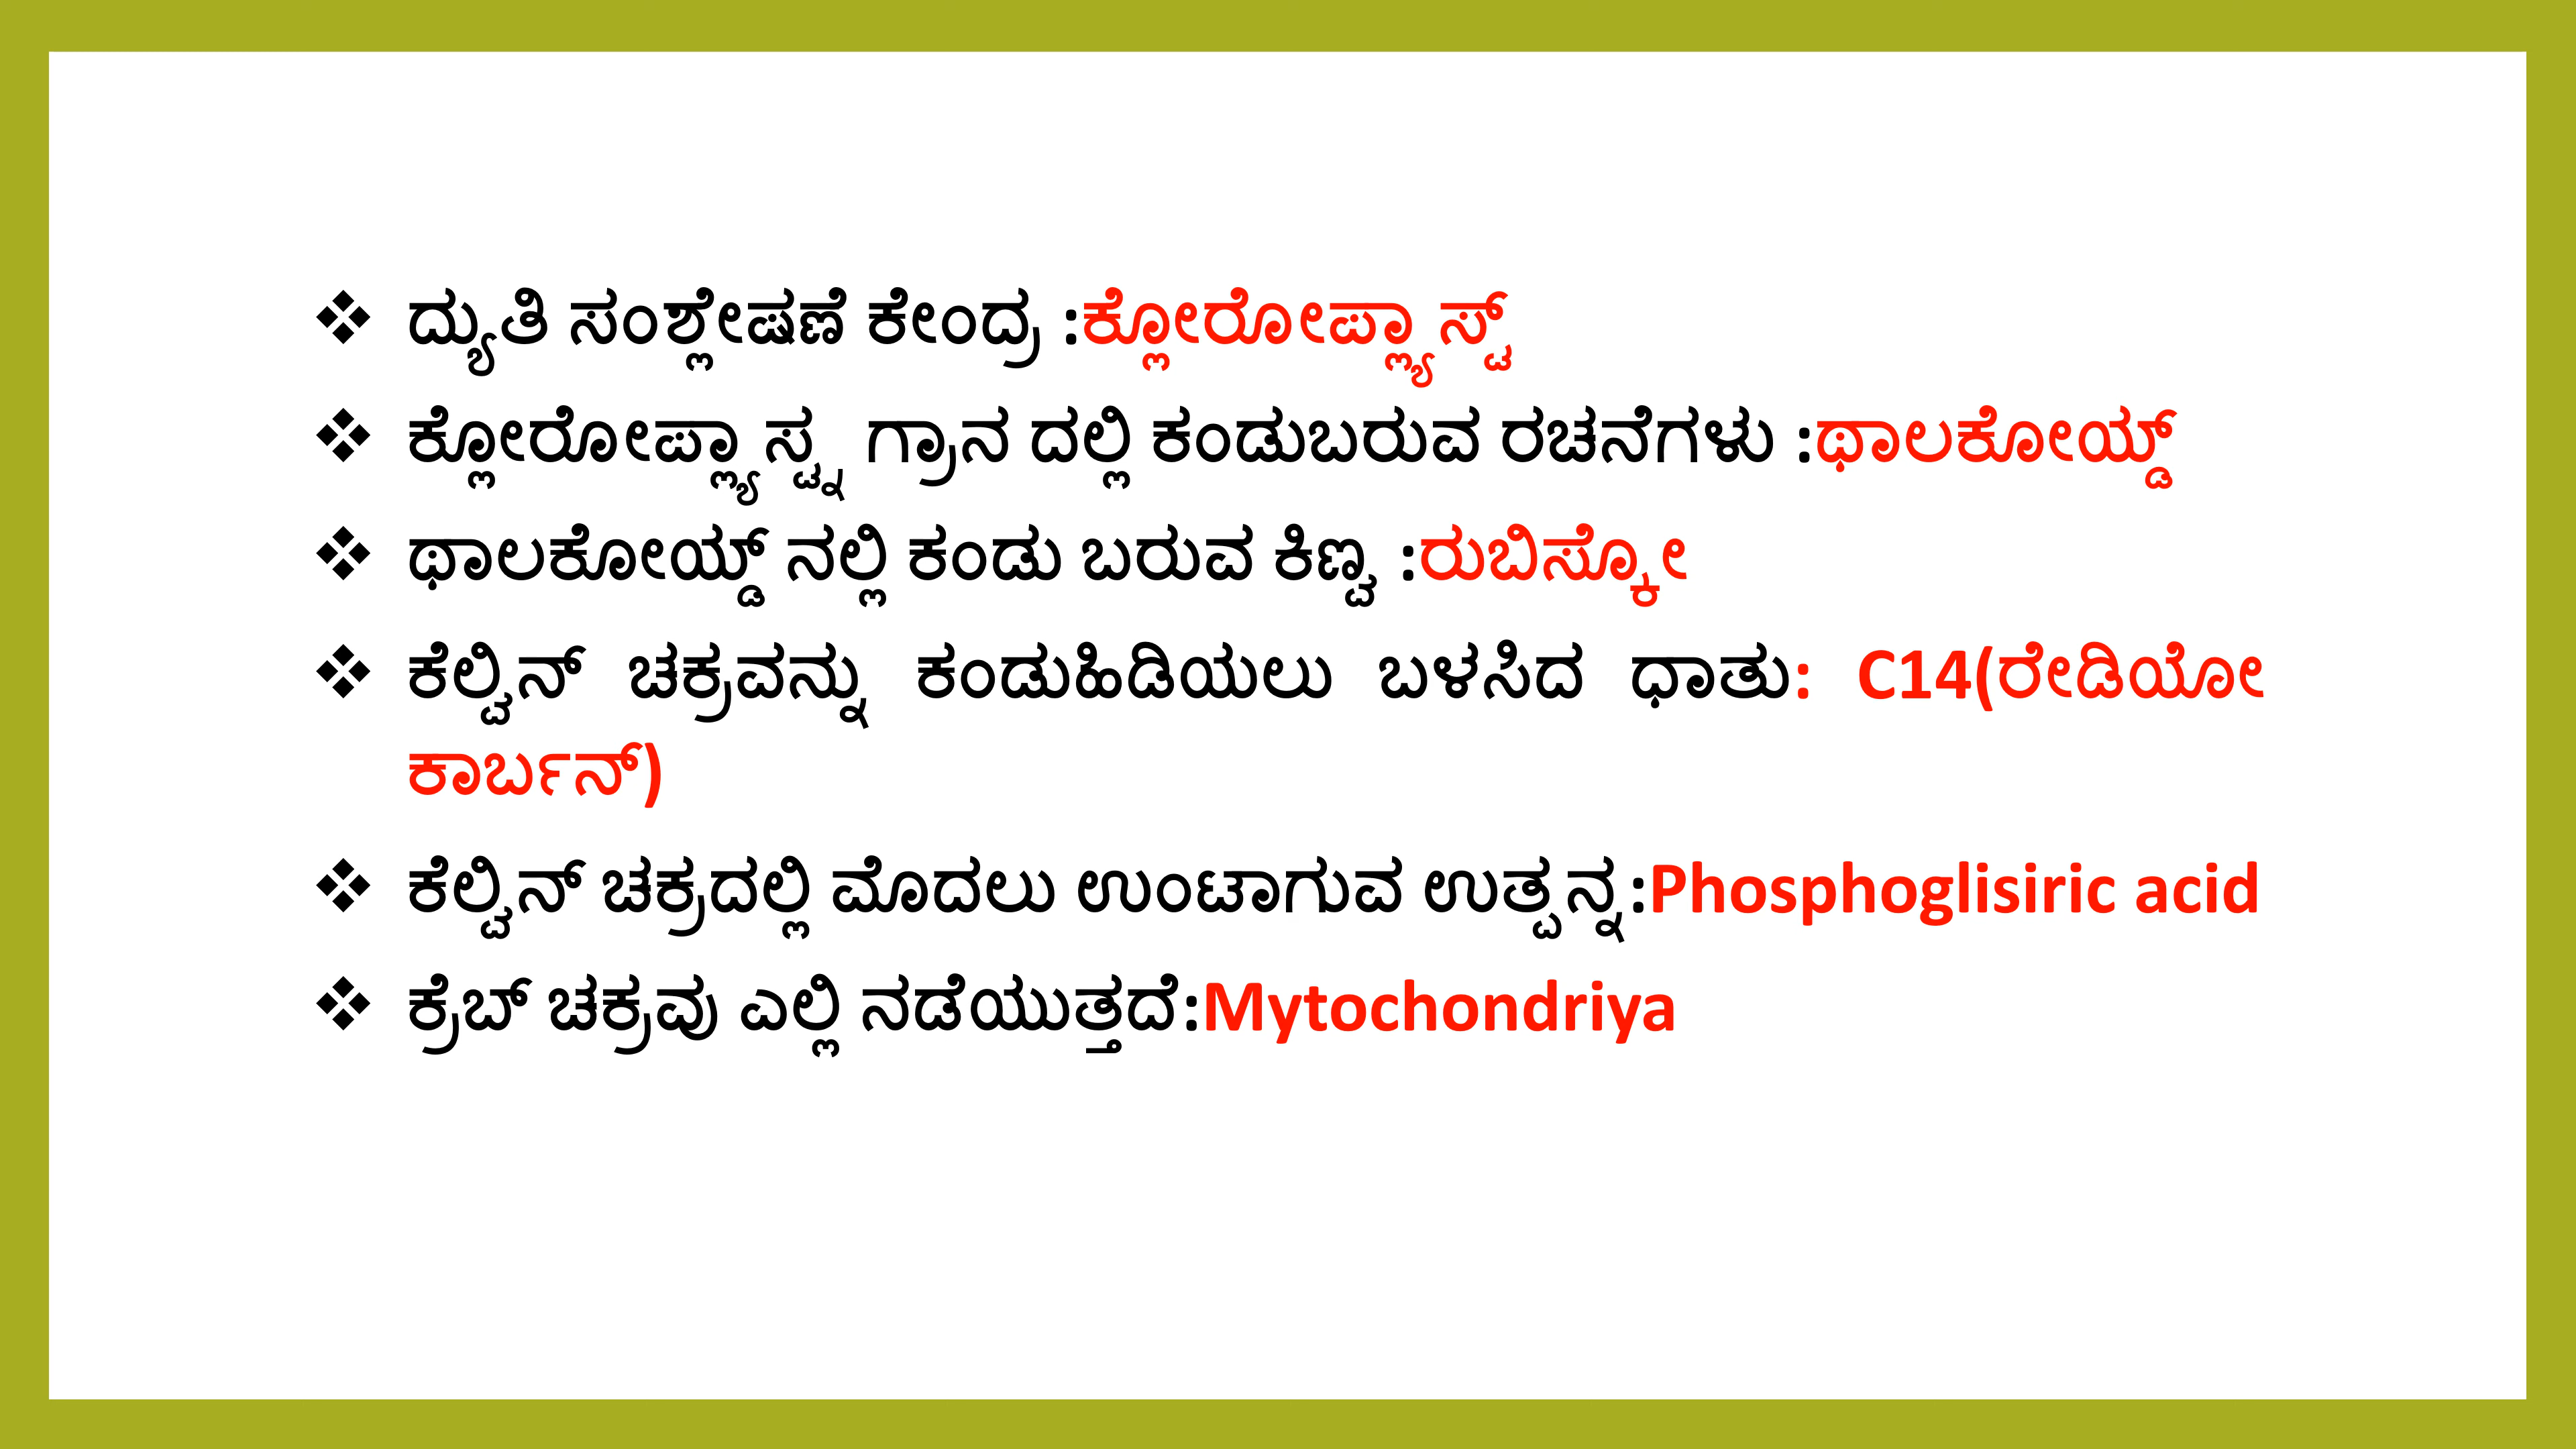 ❖ ದ್ಯುತಿ ಸಂಶ್ಲೇಷಣೆ ಕೇಂದ್ರ :ಕ್ಲೋರೋಪ್ಲ್ಯಾಸ್ಟ್
❖ ಕ್ಲೋರೋಪ್ಲ್ಯಾಸ್ಟ್ನ ಗ್ರಾನ ದಲ್ಲಿ ಕಂಡುಬರುವ ರಚನೆಗಳು :ಥಾಲಕೋಯ್ಡ್
❖ ಥಾಲಕೋಯ್ಡ್ ನಲ್ಲಿ ಕಂಡು ಬರುವ ಕಿಣ್ವ :ರುಬಿಸ್ಕೋ
❖ ಕೆಲ್ವಿನ್ ಚಕ್ರವನ್ನು ಕಂಡುಹಿಡಿಯಲು ಬಳಸಿದ ಧಾತು: C14(ರೇಡಿಯೋ
ಕಾರ್ಬನ್)
❖ ಕೆಲ್ವಿನ್ ಚಕ್ರದಲ್ಲಿ ಮೊದಲು ಉಂಟಾಗುವ ಉತ್ಪನ್ನ:Phosphoglisiric acid
❖ ಕ್ರೆಬ್ ಚಕ್ರವು ಎಲ್ಲಿ ನಡೆಯುತ್ತದೆ:Mytochondriya